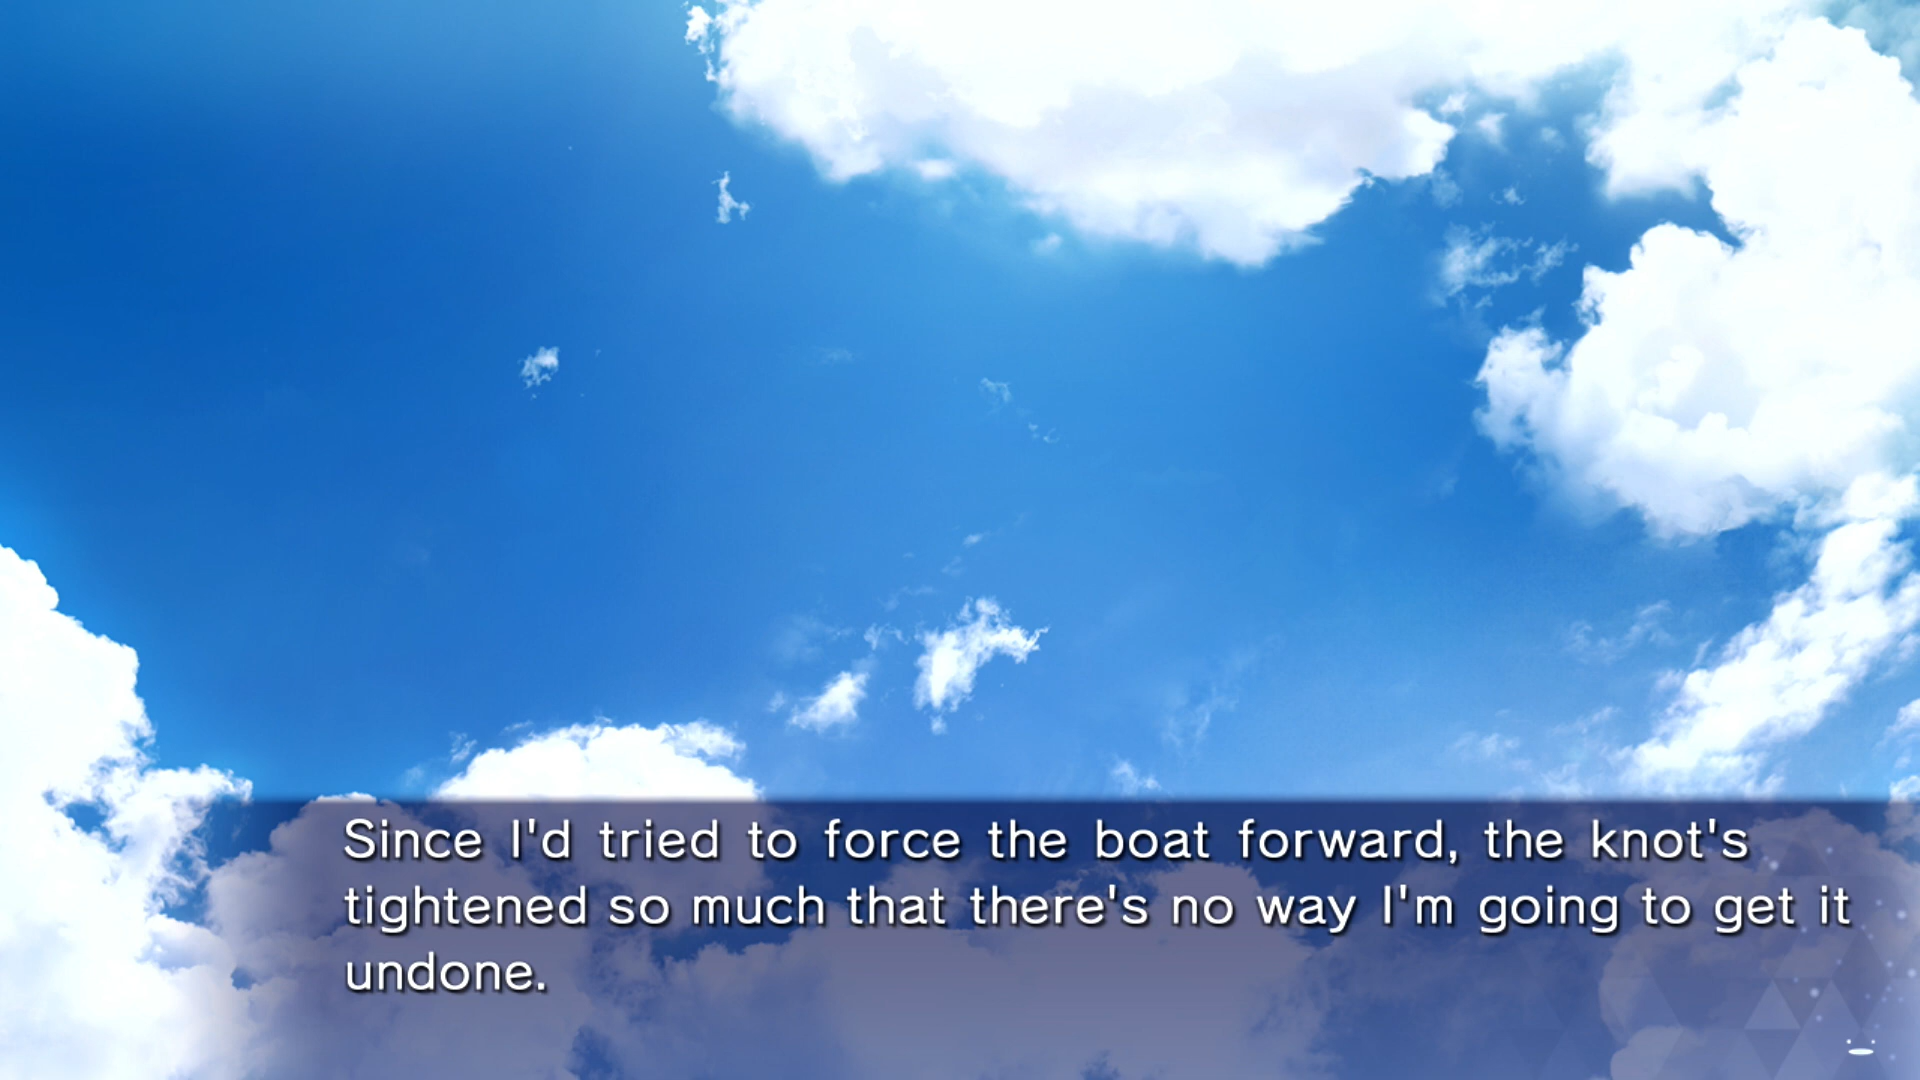 Since I'd tried to force the boat forward, the knot's
tightened so much that there's no way I'm going to get it
undone.